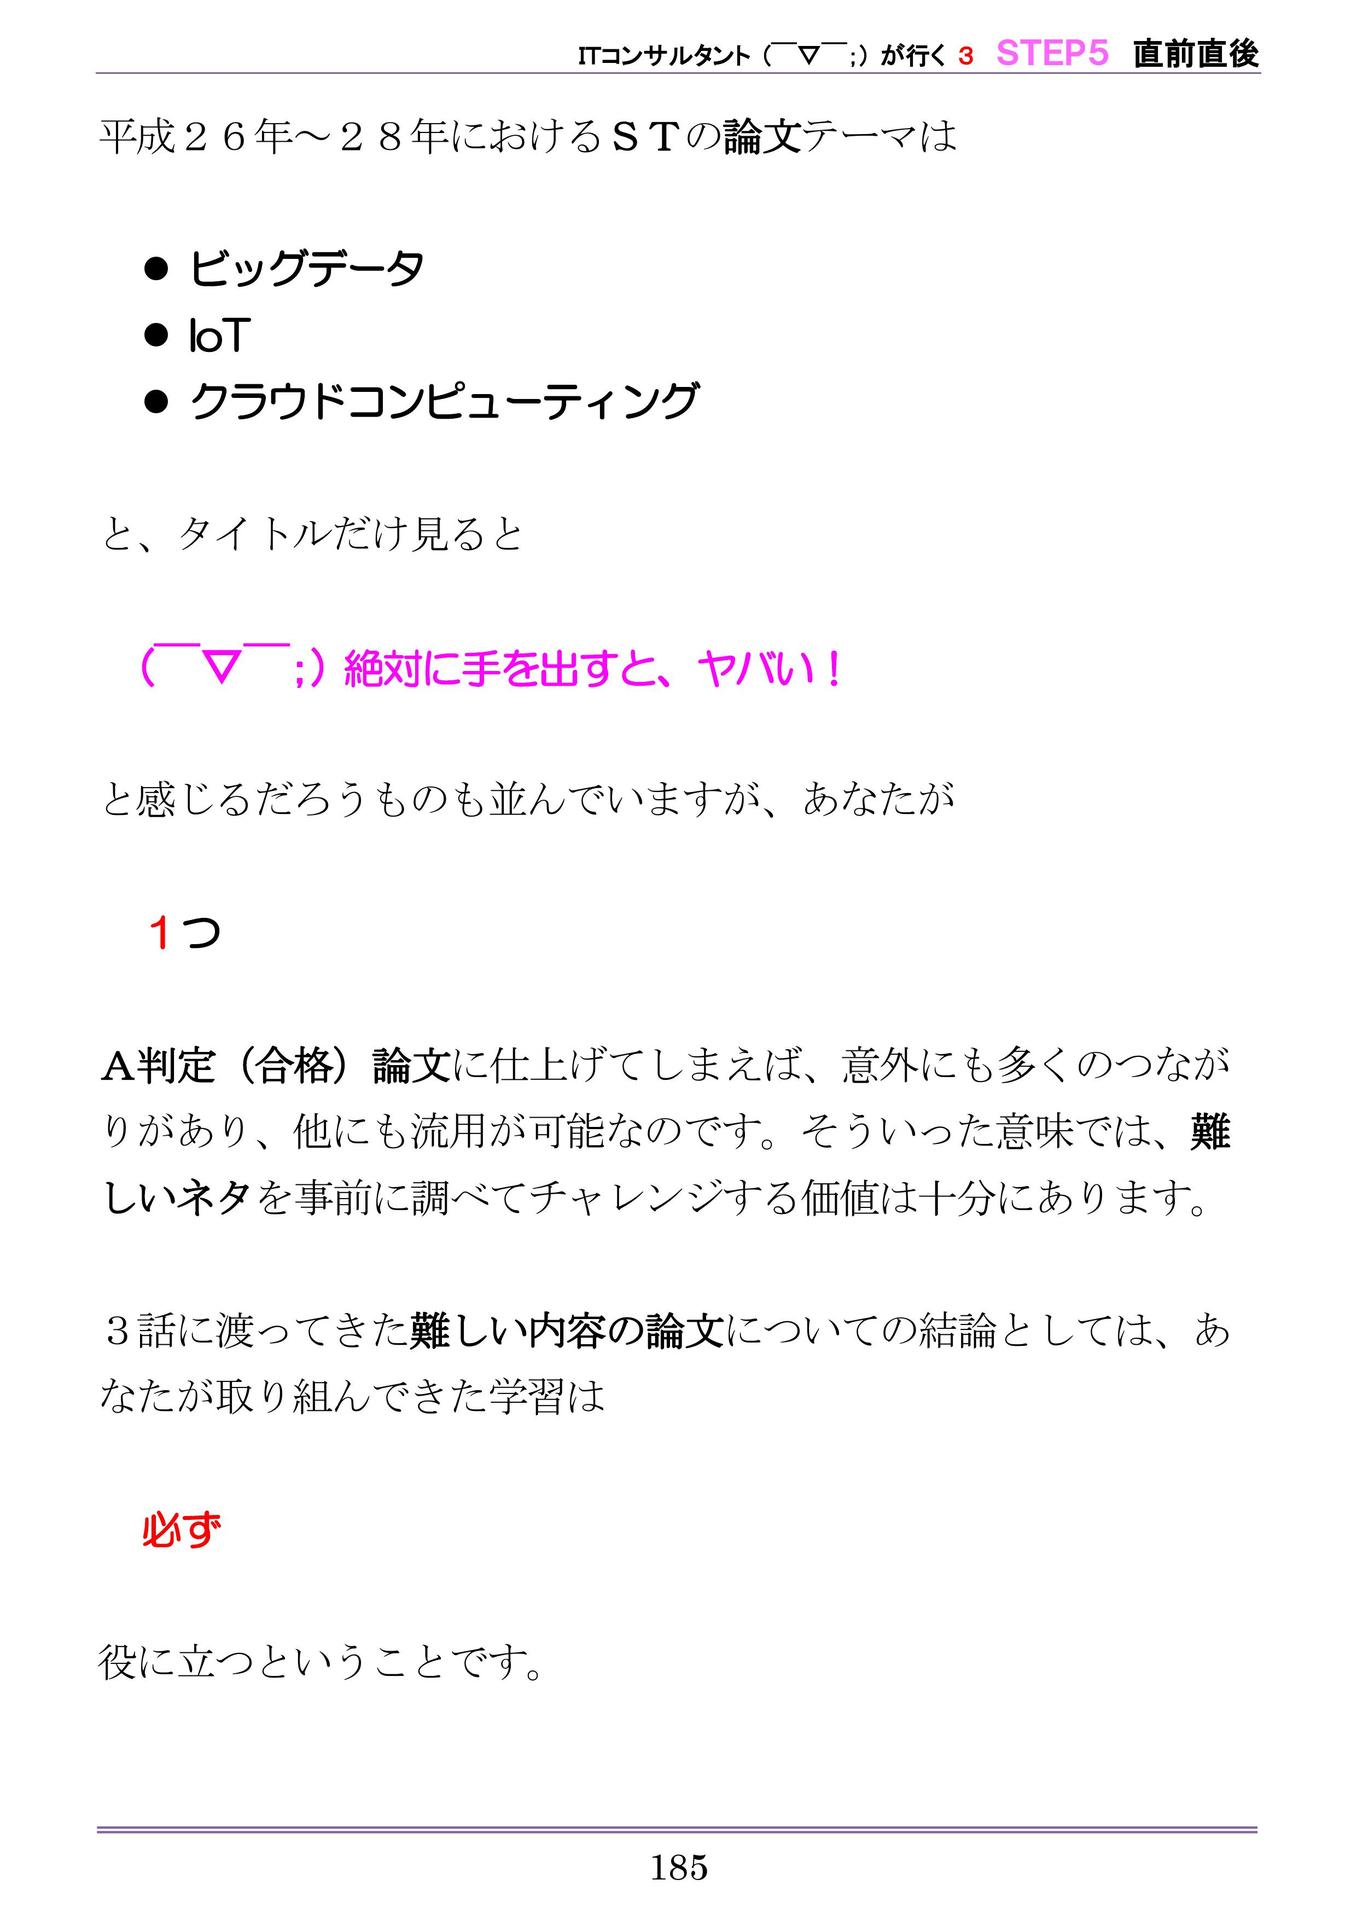 ITコンサルタント（￣▽￣;）が行く 3 STEP5 直前直後
平成２６年～２８年におけるＳＴの論文テーマは
● ビッグデータ
● IoT
● クラウドコンピューティング
と、タイトルだけ見ると
（￣▽￣;）絶対に手を出すと、ヤバい！
と感じるだろうものも並んでいますが、あなたが
１つ
Ａ判定（合格）論文に仕上げてしまえば、意外にも多くのつなが
りがあり、他にも流用が可能なのです。そういった意味では、難
しいネタを事前に調べてチャレンジする価値は十分にあります。
３話に渡ってきた難しい内容の論文についての結論としては、あ
なたが取り組んできた学習は
必ず
役に立つということです。
185